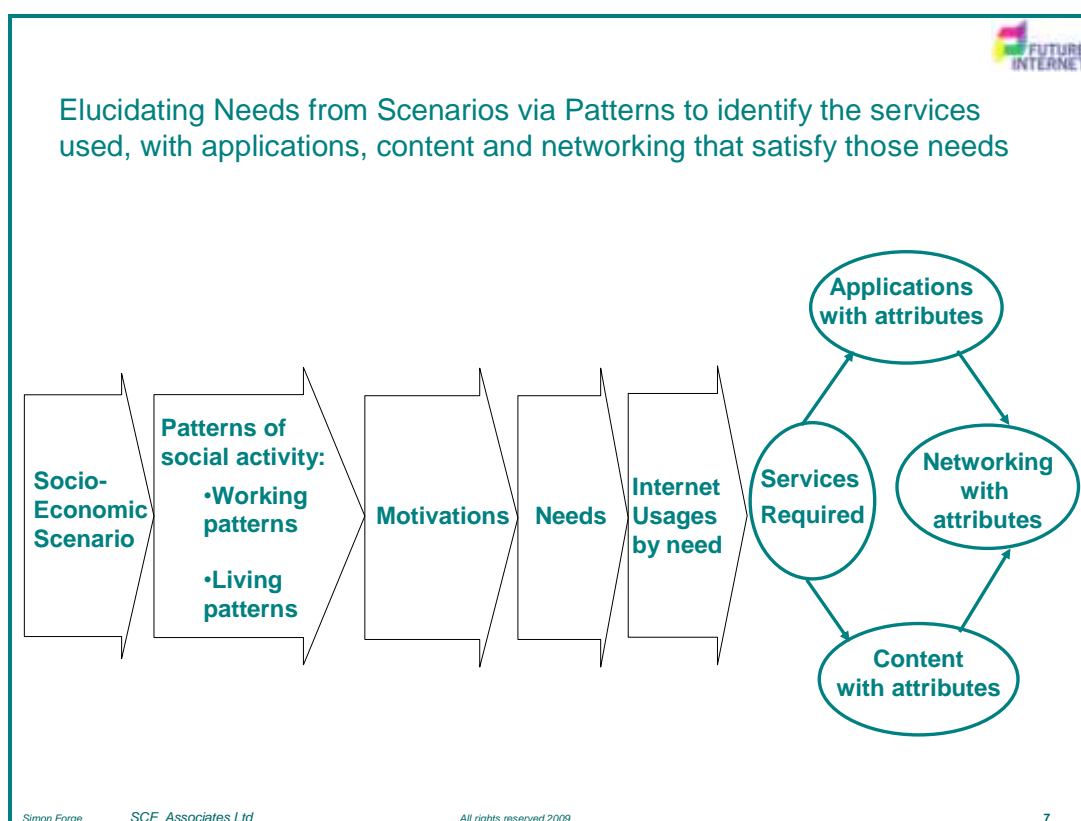 FUTURE
INTERNET
Elucidating Needs from Scenarios via Patterns to identify the services
used, with applications, content and networking that satisfy those needs
Socio-
Economic
Scenario
Patterns of
social activity:
•Working
patterns
•Living
patterns
Motivations
Needs
Internet
Usages
by need
Services
Required
Applications
with attributes
Networking
with
attributes
Content
with attributes
Simon Forge SCF Associates Ltd All rights reserved 2009 7